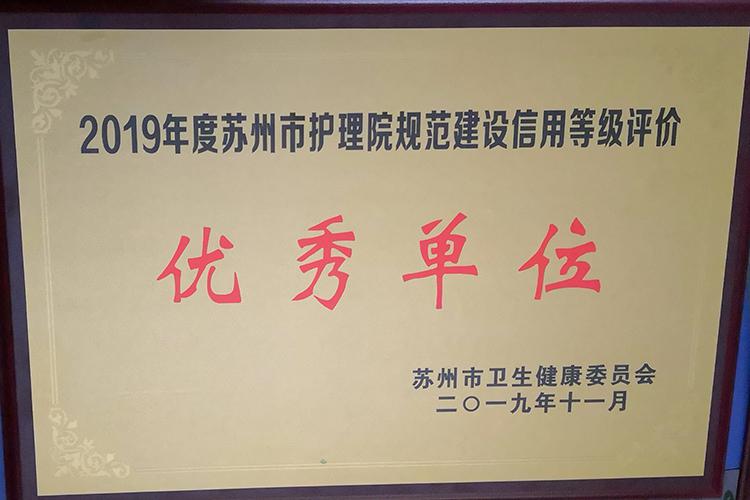 2019年度苏州市护理院规范建设信用等级评价
优秀单位
苏州市卫生健康委员会
二〇一九年十一月